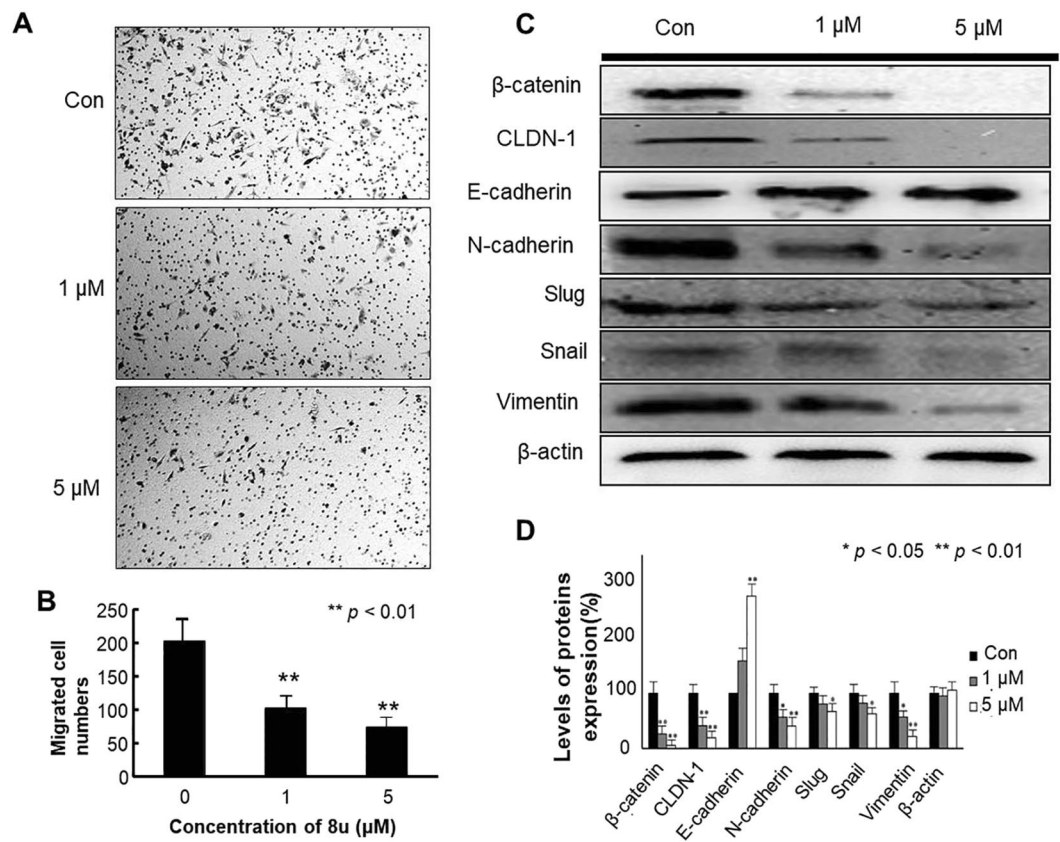 A
Con
1 µM
5 µM
B
** p < 0.01
Migrated cell
numbers
250
200
150
100
50
0
**
**
0
1
5
Concentration of 8u (µM)
C
Con
1 µM
5 µM
β-catenin
CLDN-1
E-cadherin
N-cadherin
Slug
Snail
Vimentin
β-actin
D
* p < 0.05 ** p < 0.01
Levels of proteins
expression(%)
300
200
100
0
**
**
**
**
**
*
**
*
*
*
**
Con
1 µM
5 µM
β-catenin
CLDN-1
E-cadherin
N-cadherin
Slug
Snail
Vimentin
β-actin